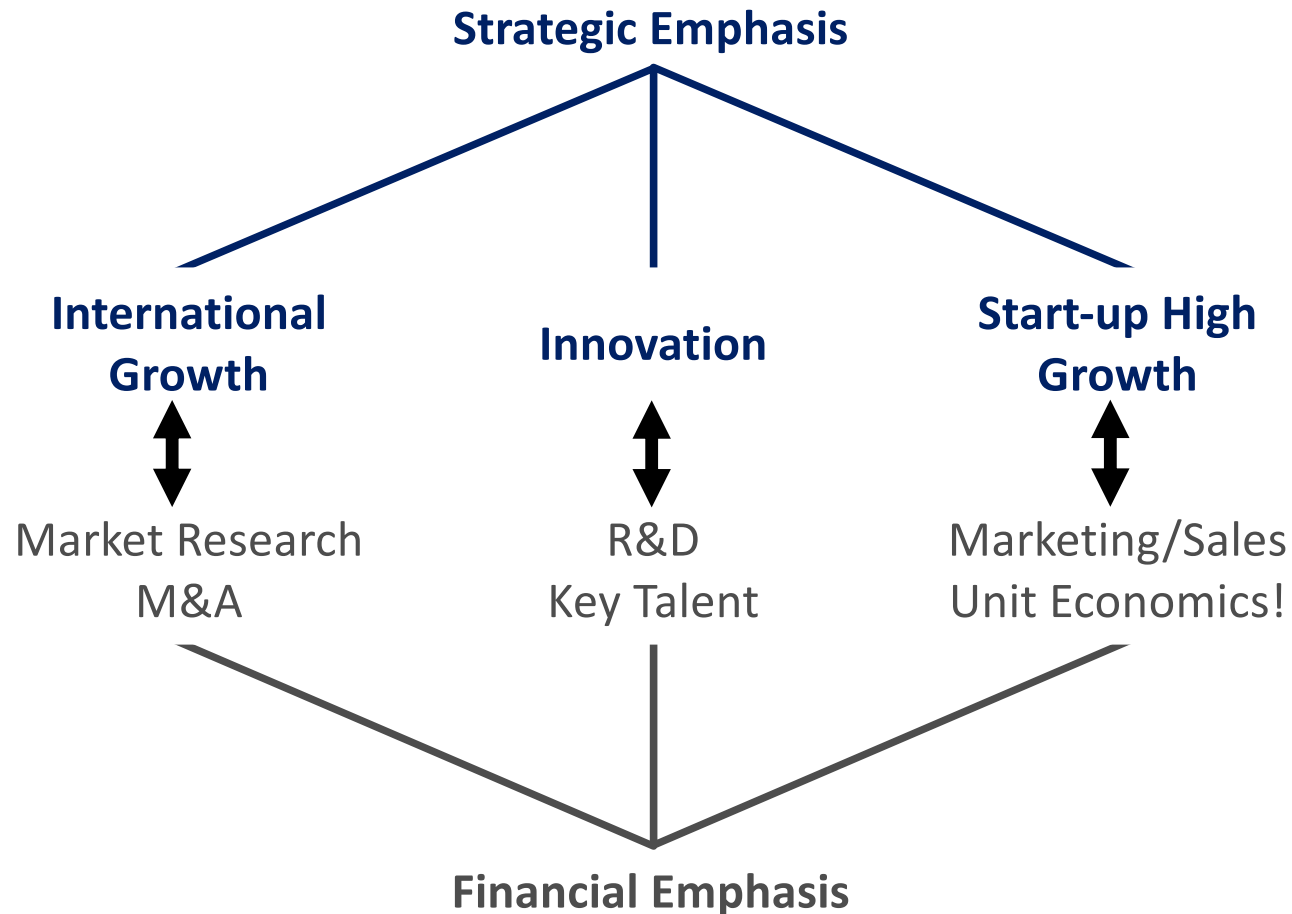 Strategic Emphasis
International
Growth
Innovation
Start-up High
Growth
Market Research
M&A
R&D
Key Talent
Marketing/Sales
Unit Economics!
Financial Emphasis